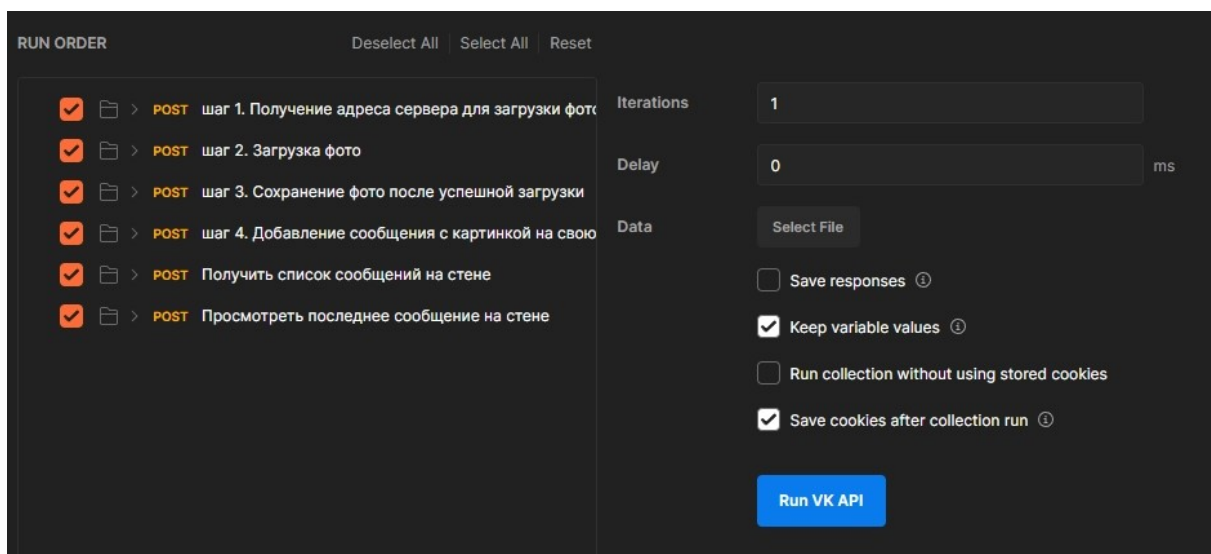 RUN ORDER Deselect All Select All Reset
POST шаг 1. Получение адреса сервера для загрузки фото
POST шаг 2. Загрузка фото
POST шаг 3. Сохранение фото после успешной загрузки
POST шаг 4. Добавление сообщения с картинкой на свою
POST Получить список сообщений на стене
POST Просмотреть последнее сообщение на стене
Iterations 1
Delay 0 ms
Data Select File
Save responses
Keep variable values
Run collection without using stored cookies
Save cookies after collection run
Run VK API